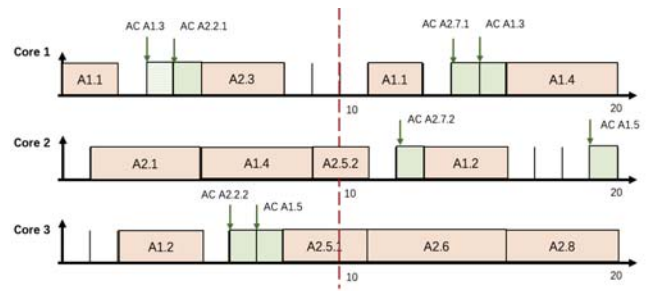 AC A1.3 AC A2.2.1 AC A2.7.1 AC A1.3
Core 1
A1.1 A2.3 A1.1 A1.4
10 20
AC A2.7.2 AC A1.5
Core 2
A2.1 A1.4 A2.5.2 A1.2
10 20
AC A2.2.2 AC A1.5
Core 3
A1.2 A2.5.1 A2.6 A2.8
10 20